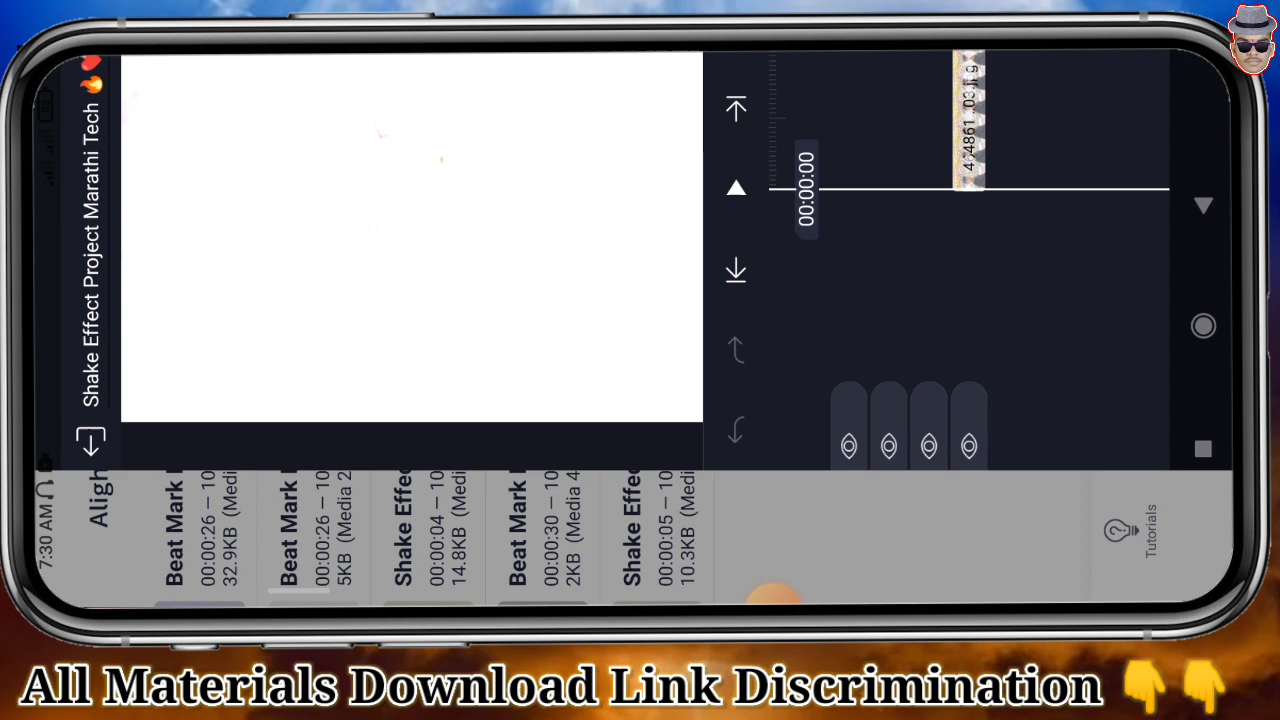 7:30 AM
Shake Effect Project Marathi Tech 🔥❤
Aligh
Beat Mark
00:00:26 – 10
32.9KB (Medi
Beat Mark
00:00:26 – 10
5KB (Media 2
Shake Effec
00:00:04 – 10
14.8KB (Medi
Beat Mark
00:00:30 – 10
2KB (Media 4
Shake Effec
00:00:05 – 10
10.3KB (Medi
00:00:00
Tutorials
All Materials Download Link Discrimination 👇👇